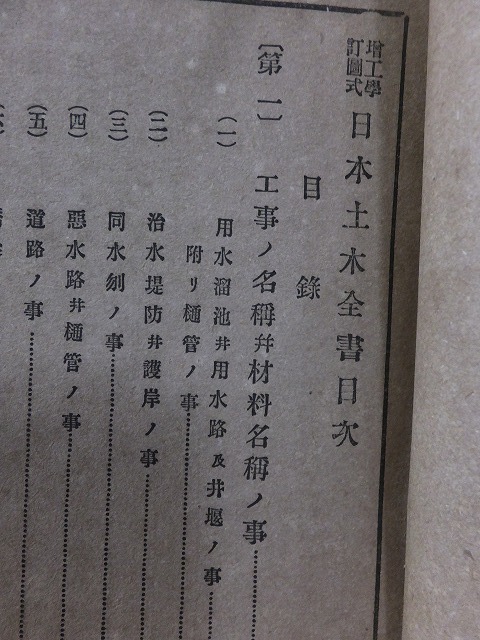 增訂工學圖式 日本土木全書目次
目錄
〔第一〕 工事ノ名稱幷材料名稱ノ事
(一) 用水溜池井用水路及井堰ノ事
附リ樋管ノ事
(二) 治水堤防井護岸ノ事
(三) 同水刎ノ事
(四) 惡水路井樋管ノ事
(五) 道路ノ事